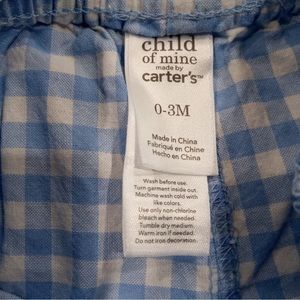 child
of mine
made by
carter's™
0-3M
Made in China
Fabriqué en Chine
Hecho en China
Wash before use.
Turn garment inside out.
Machine wash cold with
like colors.
Use only non-chlorine
bleach when needed.
Tumble dry medium.
Warm iron if needed.
Do not iron decoration.